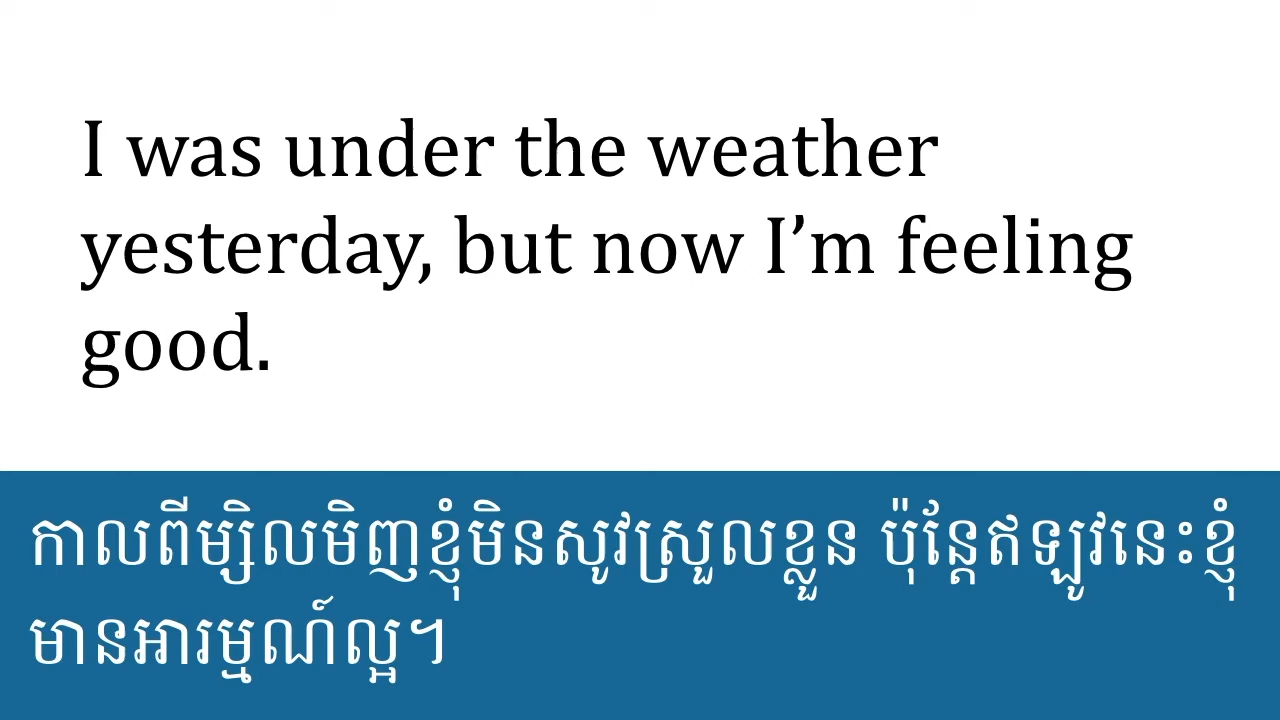 I was under the weather
yesterday, but now I’m feeling
good.
កាលពីម្សិលមិញខ្ញុំមិនសូវស្រួលខ្លួន ប៉ុន្តែឥឡូវនេះខ្ញុំ
មានអារម្មណ៍ល្អ។